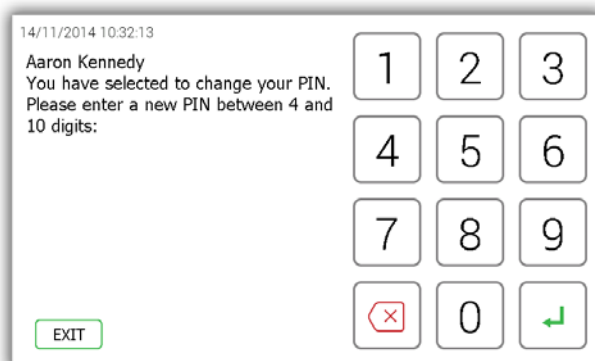 14/11/2014 10:32:13
Aaron Kennedy
You have selected to change your PIN.
Please enter a new PIN between 4 and
10 digits:
1 2 3
4 5 6
7 8 9
0
EXIT